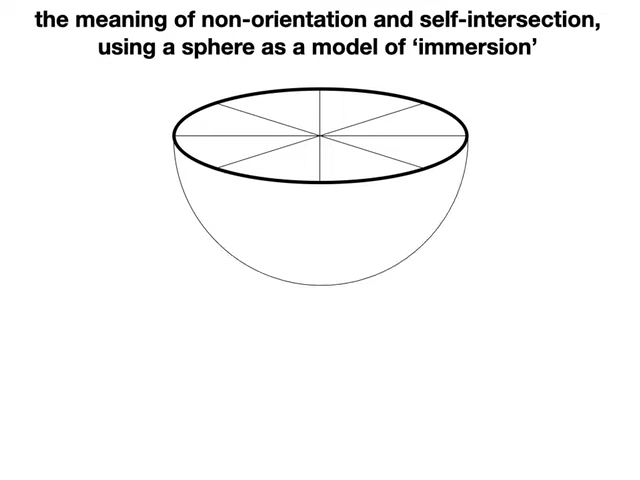 the meaning of non-orientation and self-intersection,
using a sphere as a model of ‘immersion’